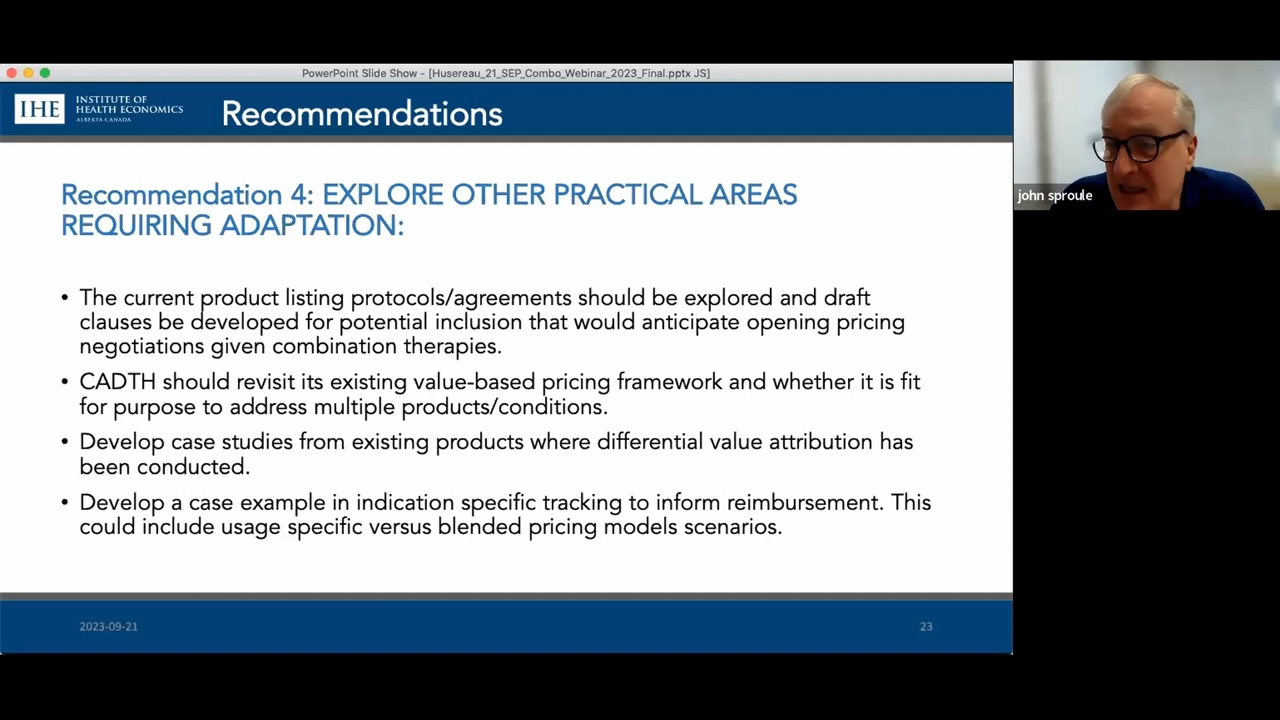 PowerPoint Slide Show - [Husereau_21_SEP_Combo_Webinar_2023_Final.pptx JS]
IHE
INSTITUTE OF
HEALTH ECONOMICS
ALBERTA CANADA
Recommendations
john sproule
Recommendation 4: EXPLORE OTHER PRACTICAL AREAS
REQUIRING ADAPTATION:
• The current product listing protocols/agreements should be explored and draft
clauses be developed for potential inclusion that would anticipate opening pricing
negotiations given combination therapies.
• CADTH should revisit its existing value-based pricing framework and whether it is fit
for purpose to address multiple products/conditions.
• Develop case studies from existing products where differential value attribution has
been conducted.
• Develop a case example in indication specific tracking to inform reimbursement. This
could include usage specific versus blended pricing models scenarios.
2023-09-21
23